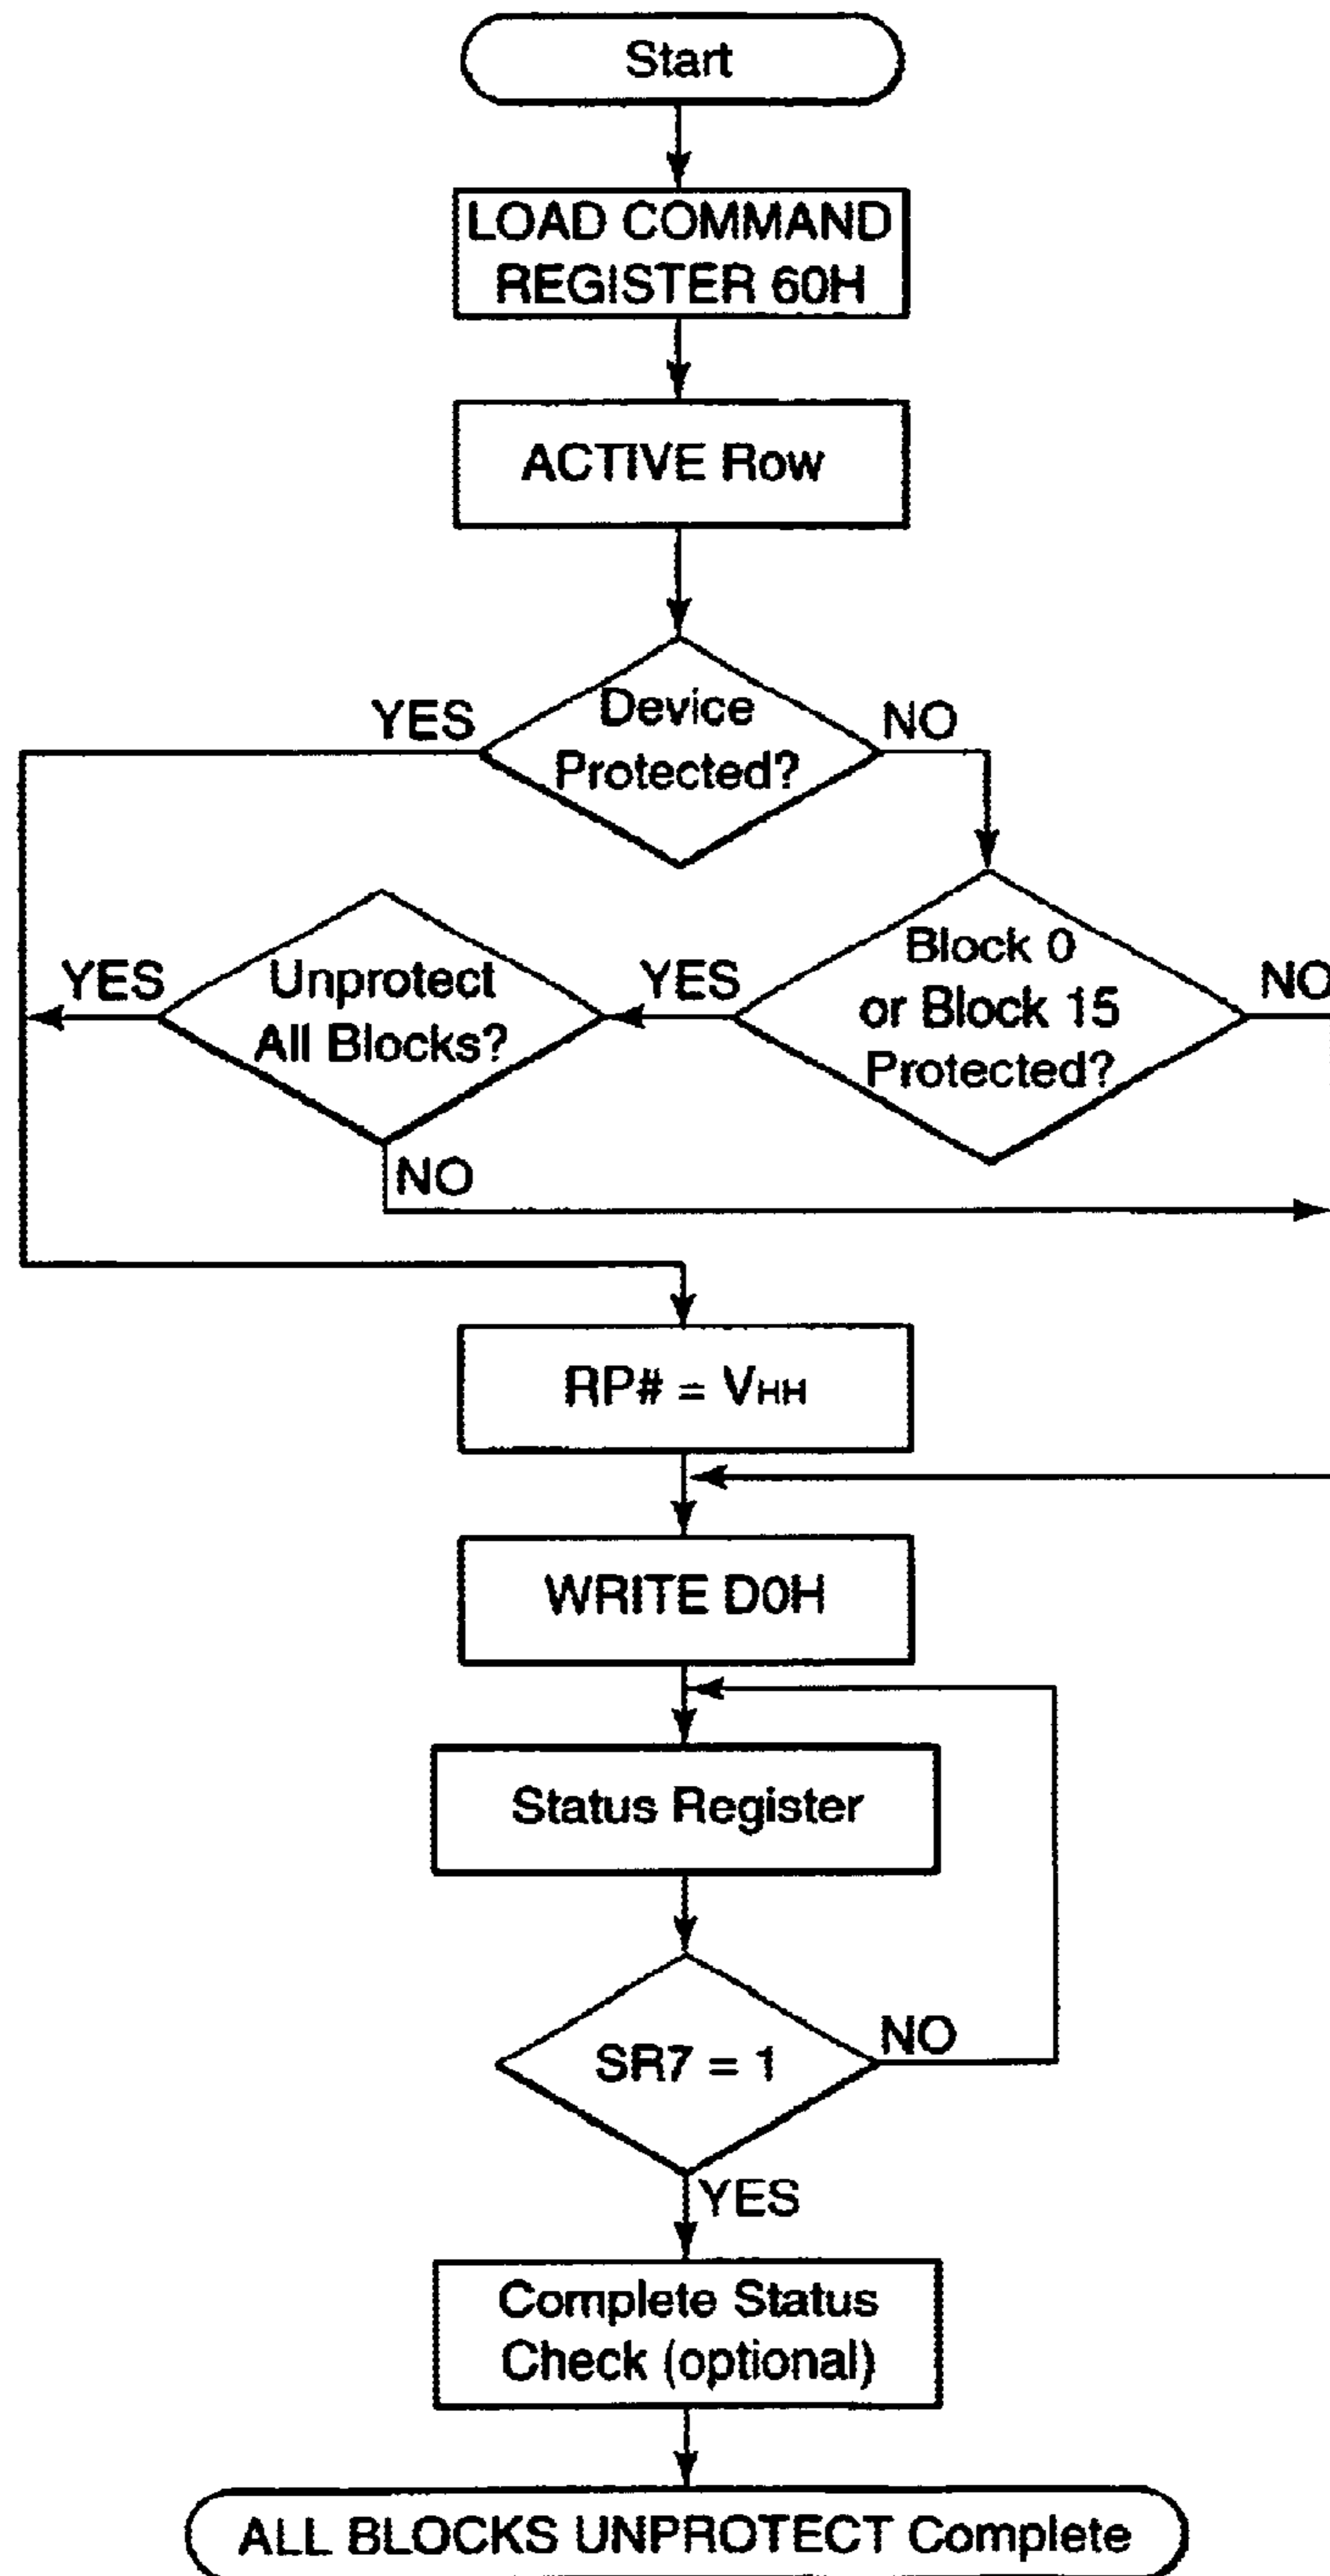 Start
LOAD COMMAND
REGISTER 60H
ACTIVE Row
YES
Device
Protected?
NO
YES
Unprotect
All Blocks?
YES
Block 0
or Block 15
Protected?
NO
NO
RP# = VHH
WRITE D0H
Status Register
SR7 = 1
NO
YES
Complete Status
Check (optional)
ALL BLOCKS UNPROTECT Complete